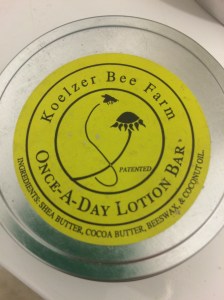 Koelzer Bee Farm
PATENTED
Once-A-Day Lotion Bar
INGREDIENTS: SHEA BUTTER, COCOA BUTTER, BEESWAX, & COCONUT OIL.